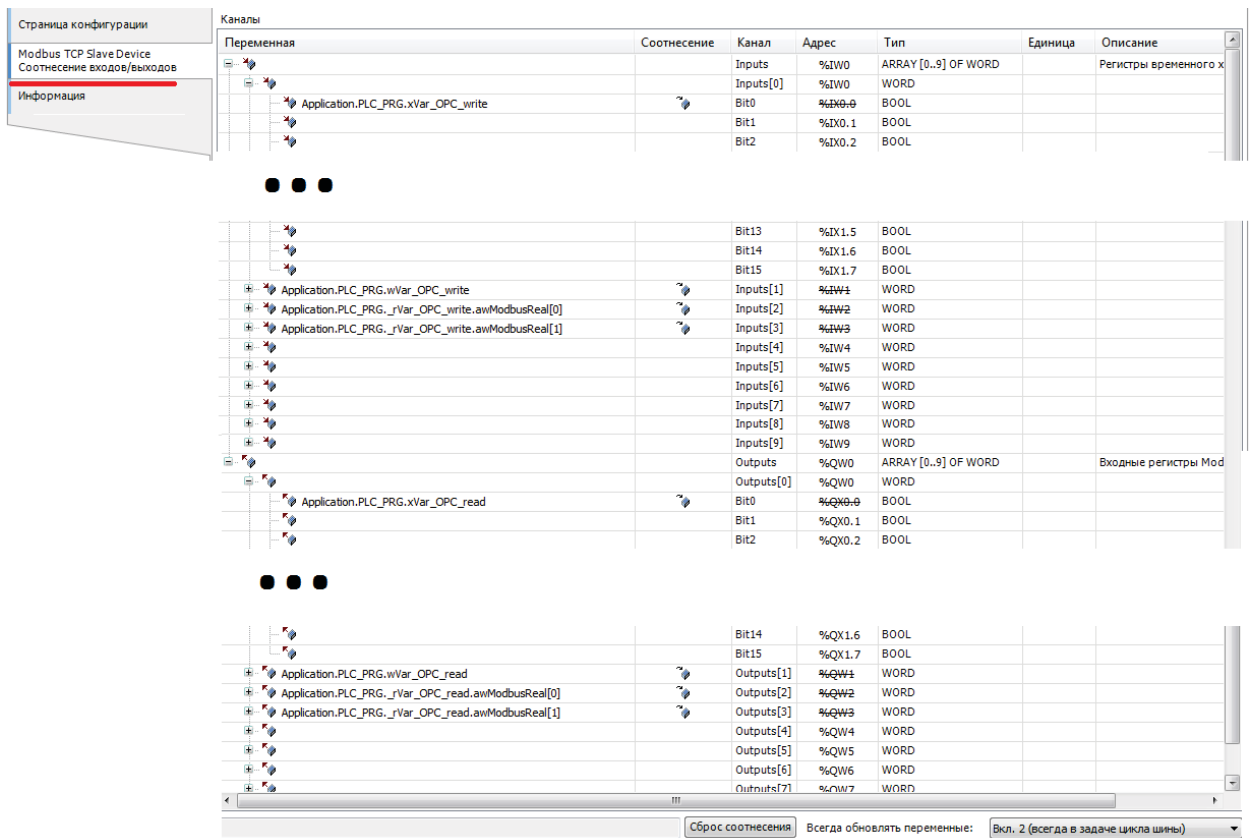 Страница конфигурации
Modbus TCP Slave Device
Соотнесение входов/выходов
Информация
Каналы
Переменная Соотнесение Канал Адрес Тип Единица Описание
Inputs %IW0 ARRAY [0..9] OF WORD Регистры временного х
Inputs[0] %IW0 WORD
Application.PLC_PRG.xVar_OPC_write Bit0 %IX0.0 BOOL
Bit1 %IX0.1 BOOL
Bit2 %IX0.2 BOOL
Bit13 %IX1.5 BOOL
Bit14 %IX1.6 BOOL
Bit15 %IX1.7 BOOL
Application.PLC_PRG.wVar_OPC_write Inputs[1] %IW1 WORD
Application.PLC_PRG._rVar_OPC_write.awModbusReal[0] Inputs[2] %IW2 WORD
Application.PLC_PRG._rVar_OPC_write.awModbusReal[1] Inputs[3] %IW3 WORD
Inputs[4] %IW4 WORD
Inputs[5] %IW5 WORD
Inputs[6] %IW6 WORD
Inputs[7] %IW7 WORD
Inputs[8] %IW8 WORD
Inputs[9] %IW9 WORD
Outputs %QW0 ARRAY [0..9] OF WORD Входные регистры Mod
Outputs[0] %QW0 WORD
Application.PLC_PRG.xVar_OPC_read Bit0 %QX0.0 BOOL
Bit1 %QX0.1 BOOL
Bit2 %QX0.2 BOOL
Bit14 %QX1.6 BOOL
Bit15 %QX1.7 BOOL
Application.PLC_PRG.wVar_OPC_read Outputs[1] %QW1 WORD
Application.PLC_PRG._rVar_OPC_read.awModbusReal[0] Outputs[2] %QW2 WORD
Application.PLC_PRG._rVar_OPC_read.awModbusReal[1] Outputs[3] %QW3 WORD
Outputs[4] %QW4 WORD
Outputs[5] %QW5 WORD
Outputs[6] %QW6 WORD
Outputs[7] %QW7 WORD
Сброс соотнесения Всегда обновлять переменные: Вкл. 2 (всегда в задаче цикла шины)